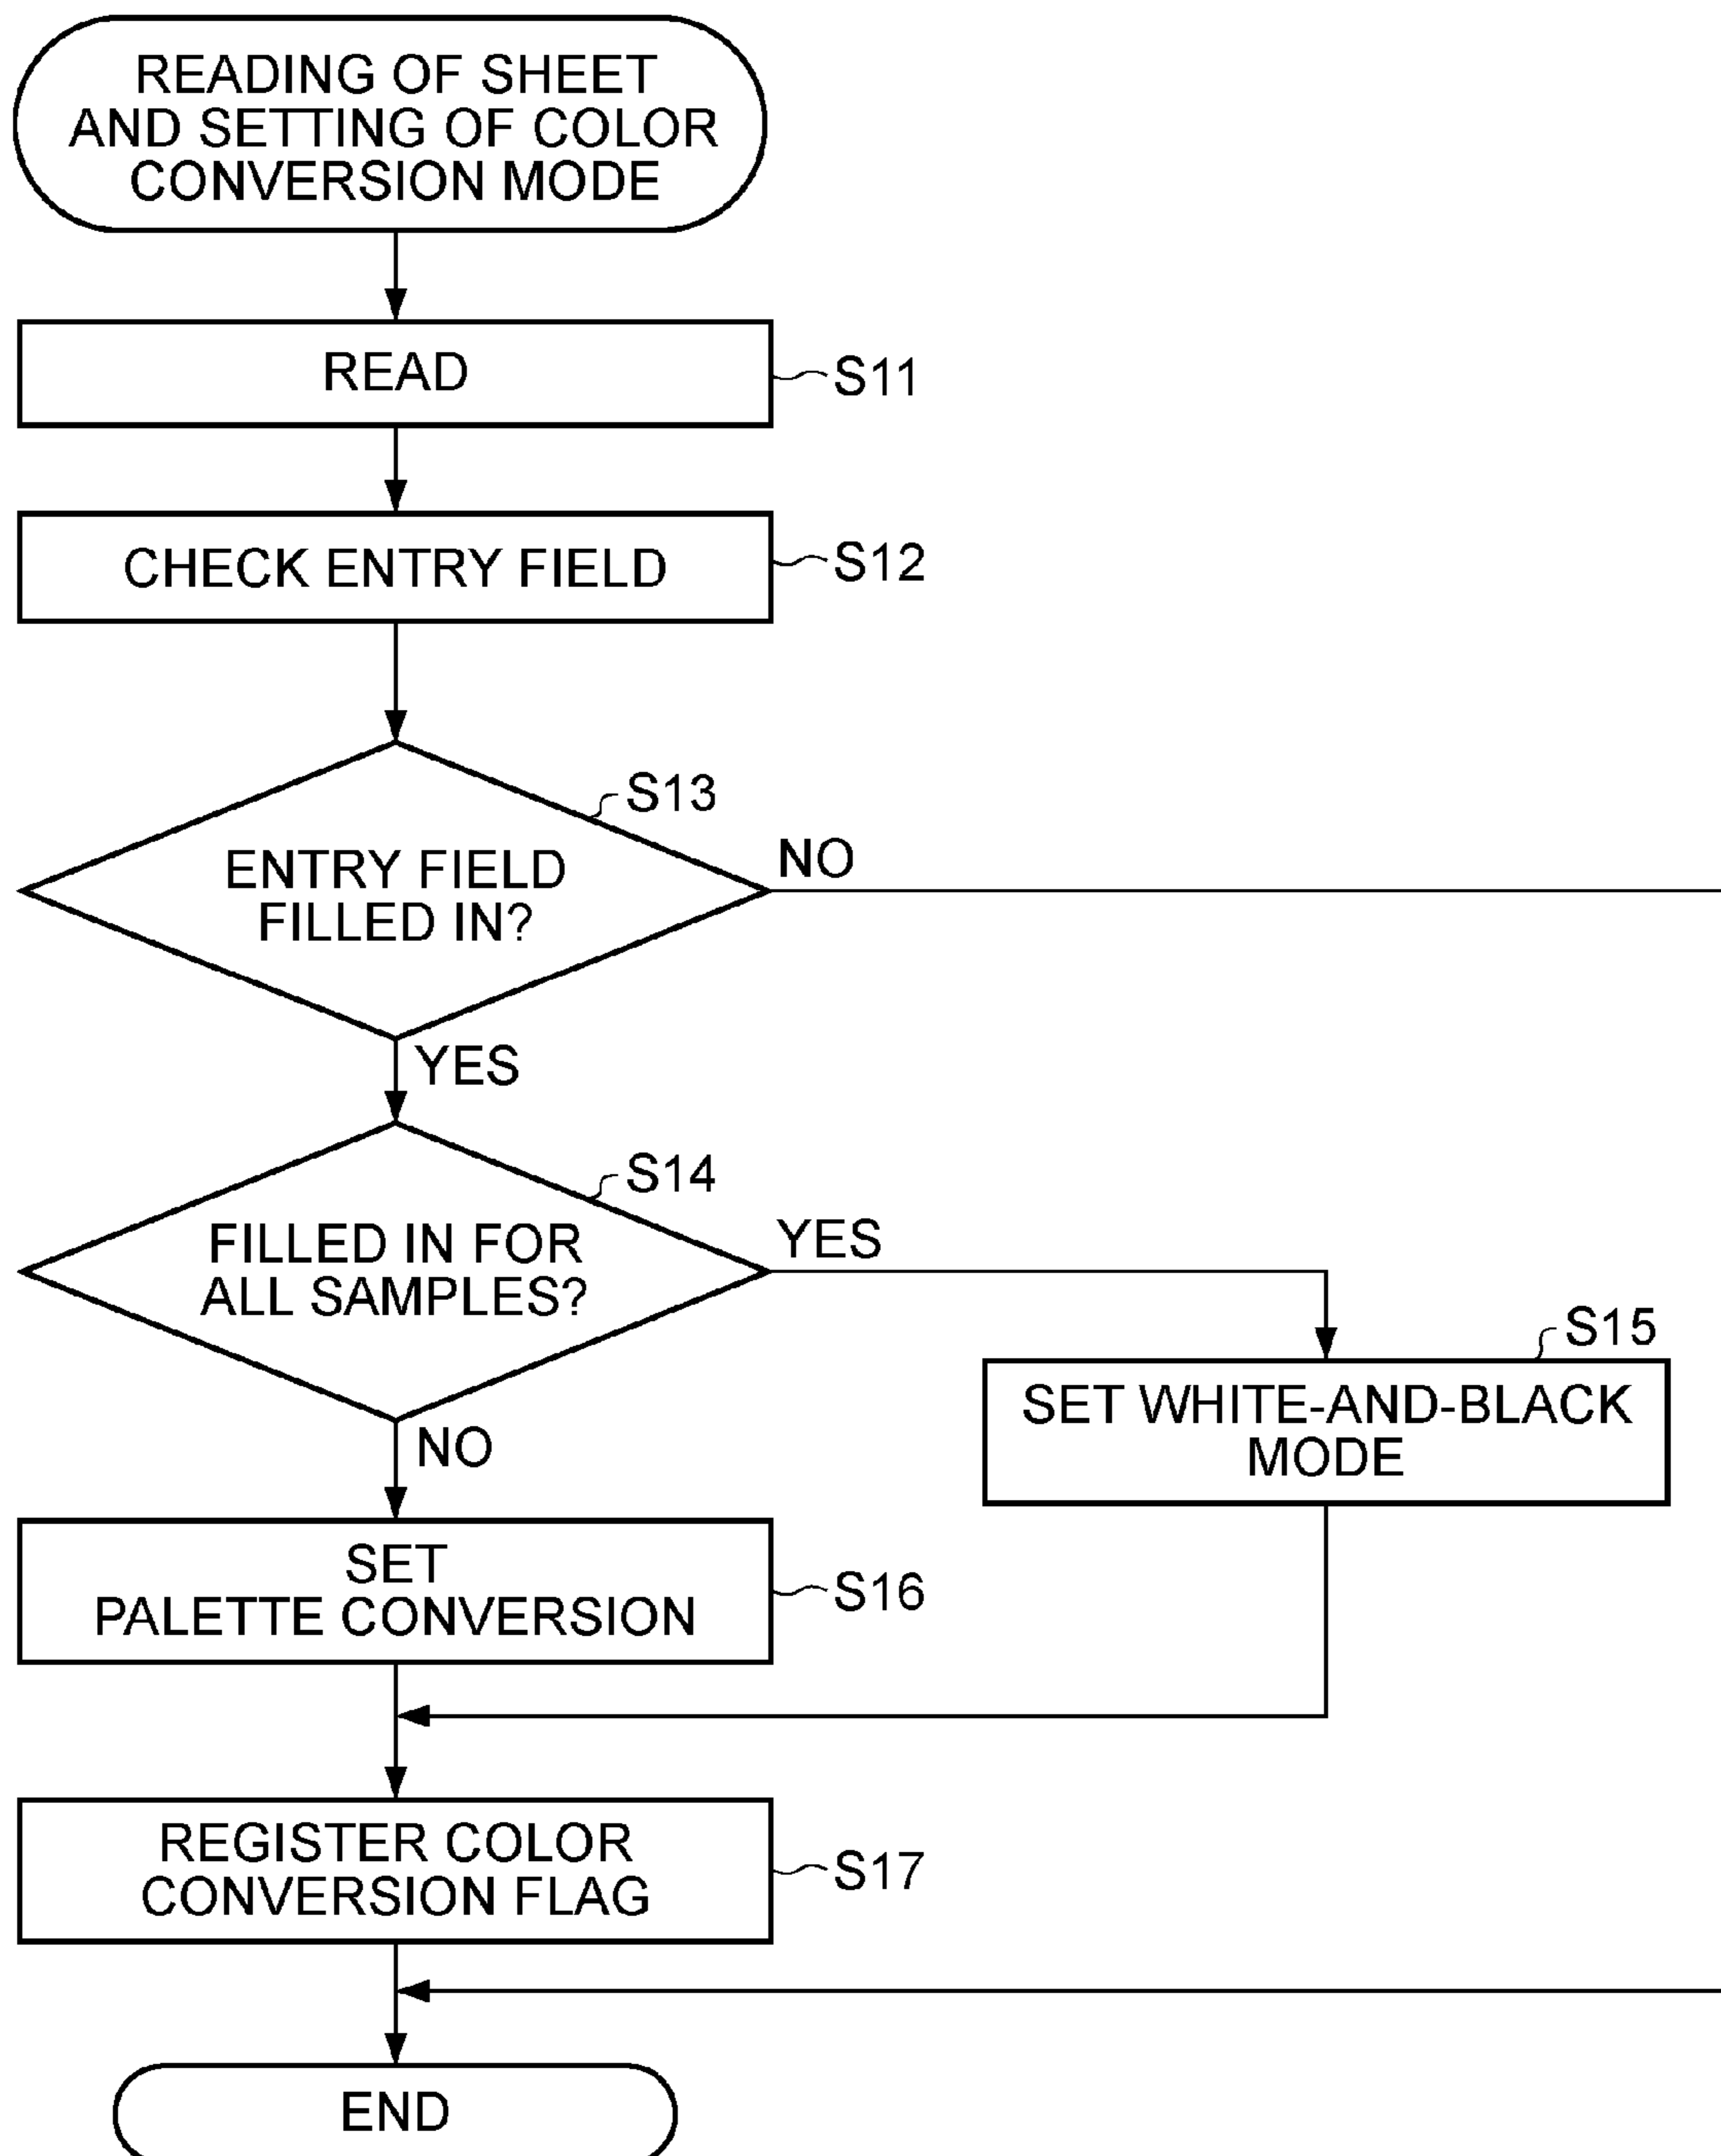 READING OF SHEET
AND SETTING OF COLOR
CONVERSION MODE
READ
S11
CHECK ENTRY FIELD
S12
S13
ENTRY FIELD
FILLED IN?
NO
YES
S14
FILLED IN FOR
ALL SAMPLES?
YES
S15
SET WHITE-AND-BLACK
MODE
NO
SET
PALETTE CONVERSION
S16
REGISTER COLOR
CONVERSION FLAG
S17
END